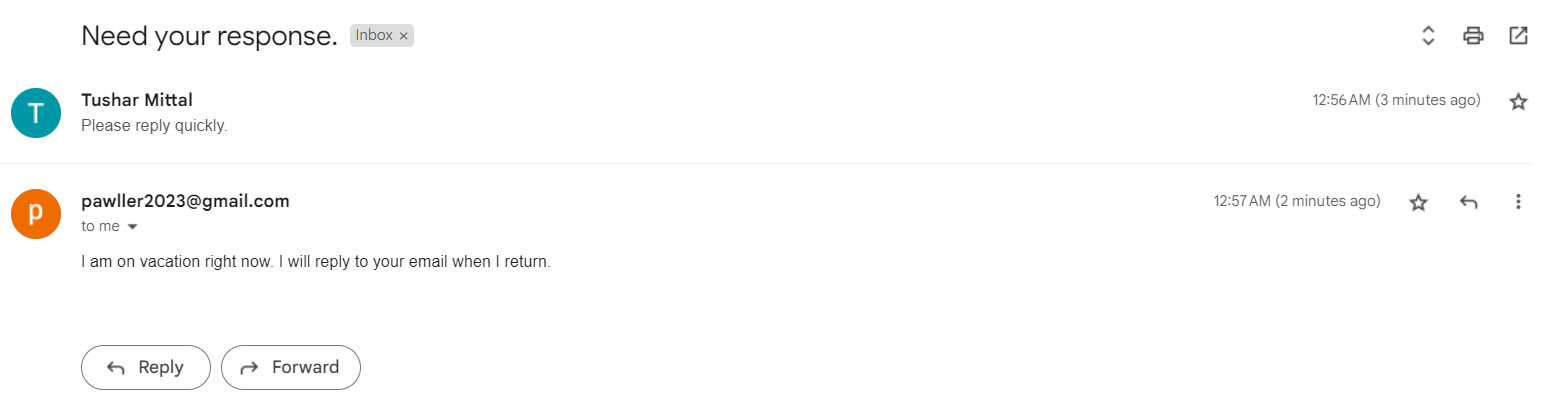 Need your response. Inbox ×
T
Tushar Mittal 12:56 AM (3 minutes ago)
Please reply quickly.
p
pawller2023@gmail.com 12:57 AM (2 minutes ago)
to me
I am on vacation right now. I will reply to your email when I return.
Reply Forward